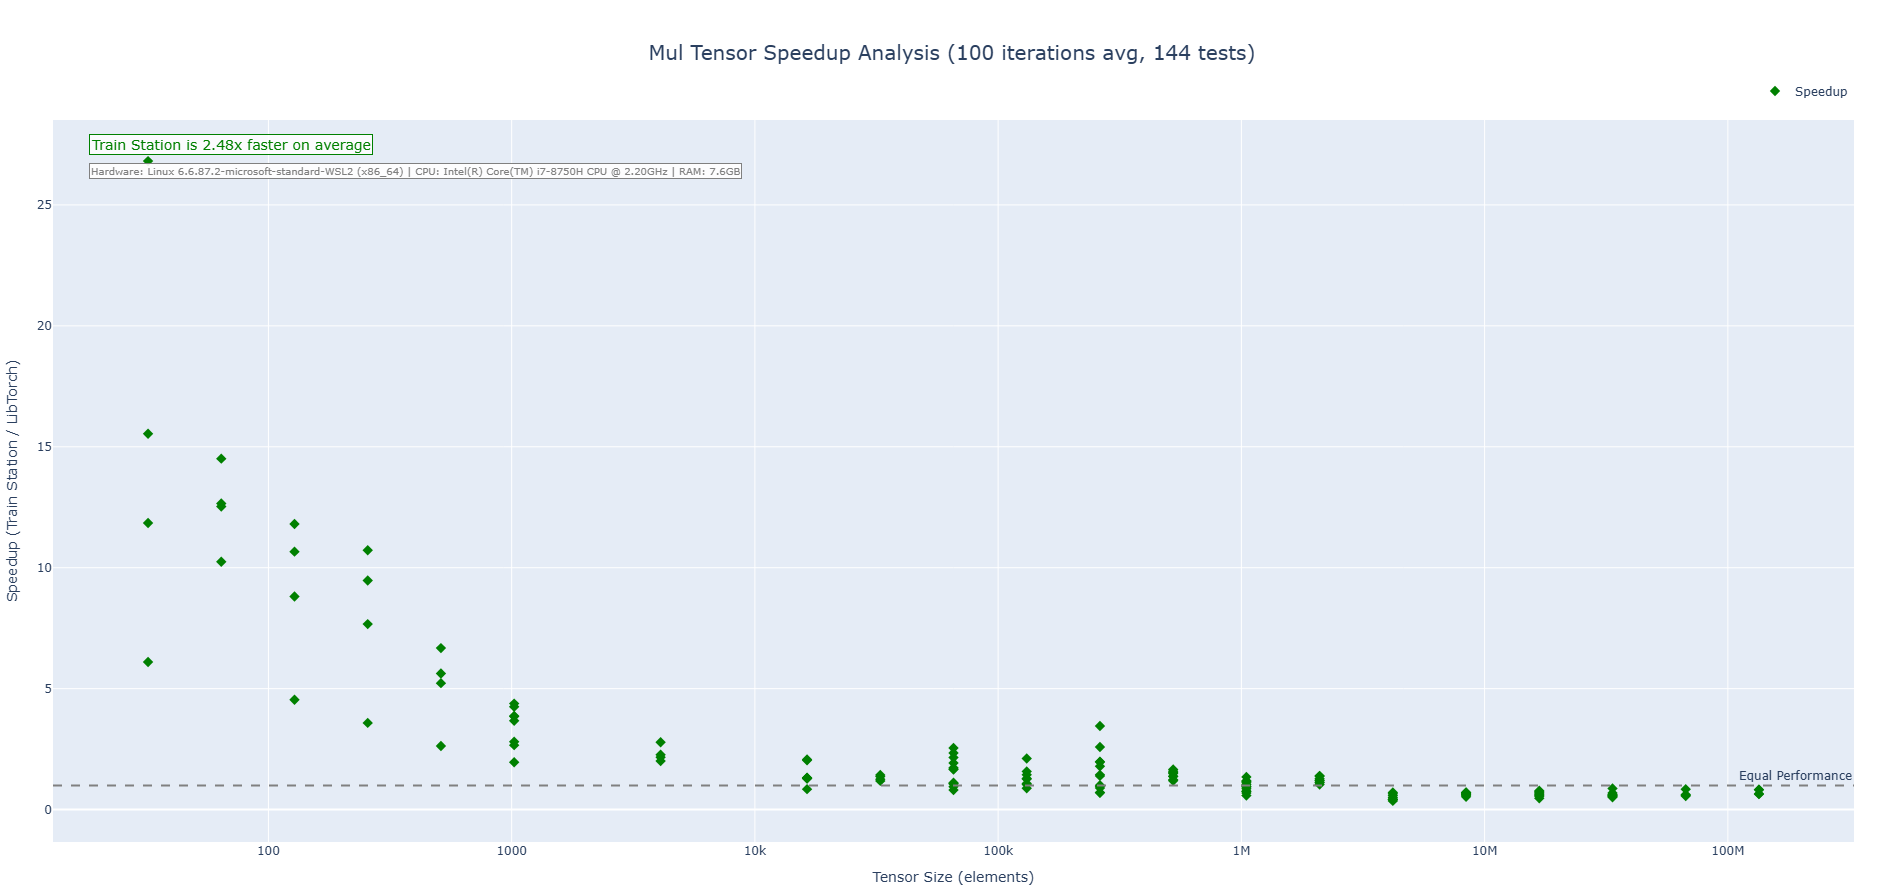 Mul Tensor Speedup Analysis (100 iterations avg, 144 tests)
Speedup
Train Station is 2.48x faster on average
Hardware: Linux 6.6.87.2-microsoft-standard-WSL2 (x86_64) | CPU: Intel(R) Core(TM) i7-8750H CPU @ 2.20GHz | RAM: 7.6GB
Speedup (Train Station / LibTorch)
25
20
15
10
5
0
Equal Performance
100
1000
10k
100k
1M
10M
100M
Tensor Size (elements)